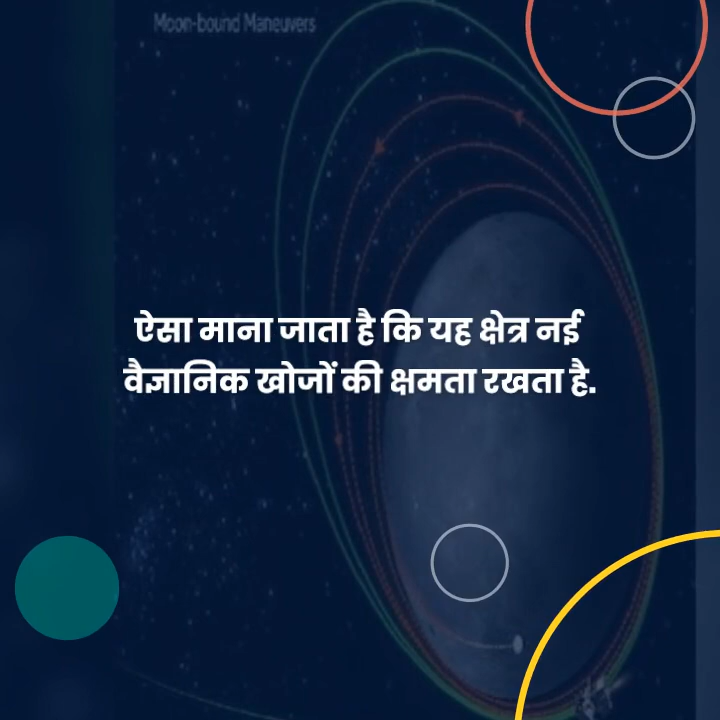 Moon-bound Maneuvers
ऐसा माना जाता है कि यह क्षेत्र नई
वैज्ञानिक खोजों की क्षमता रखता है.